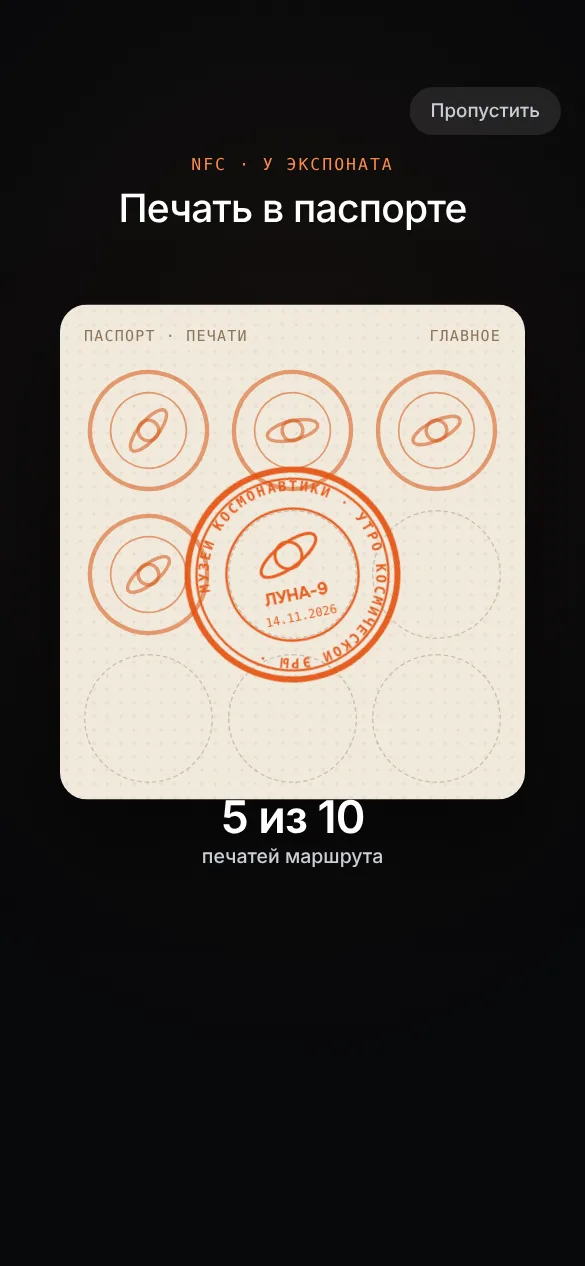 Пропустить
NFC · У ЭКСПОНАТА
Печать в паспорте
ПАСПОРТ · ПЕЧАТИ
ГЛАВНОЕ
МУЗЕЙ КОСМОНАВТИКИ · УТРО КОСМИЧЕСКОЙ ЭРЫ ·
ЛУНА-9
14.11.2026
5 из 10
печатей маршрута